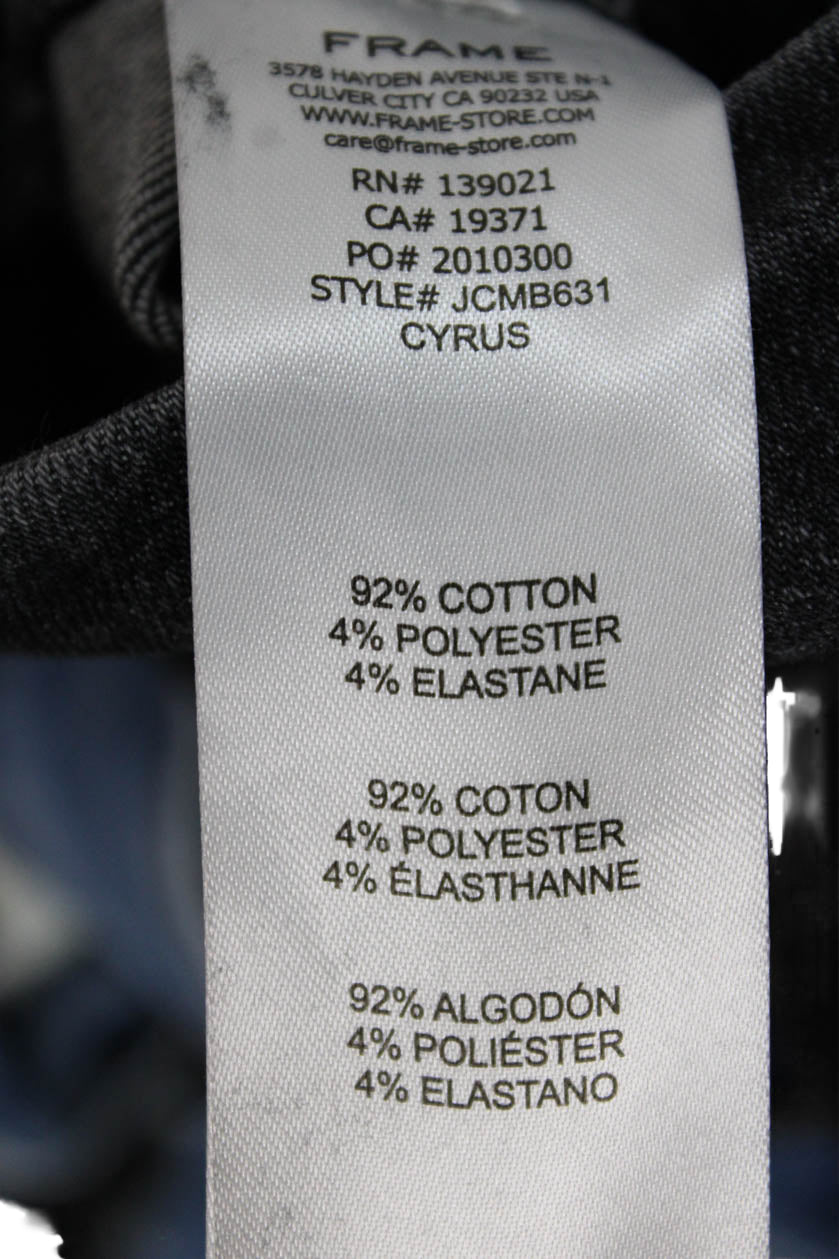 FRAME
3578 HAYDEN AVENUE STE N-1
CULVER CITY CA 90232 USA
WWW.FRAME-STORE.COM
care@frame-store.com
RN# 139021
CA# 19371
PO# 2010300
STYLE# JCMB631
CYRUS
92% COTTON
4% POLYESTER
4% ELASTANE
92% COTON
4% POLYESTER
4% ÉLASTHANNE
92% ALGODÓN
4% POLIÉSTER
4% ELASTANO